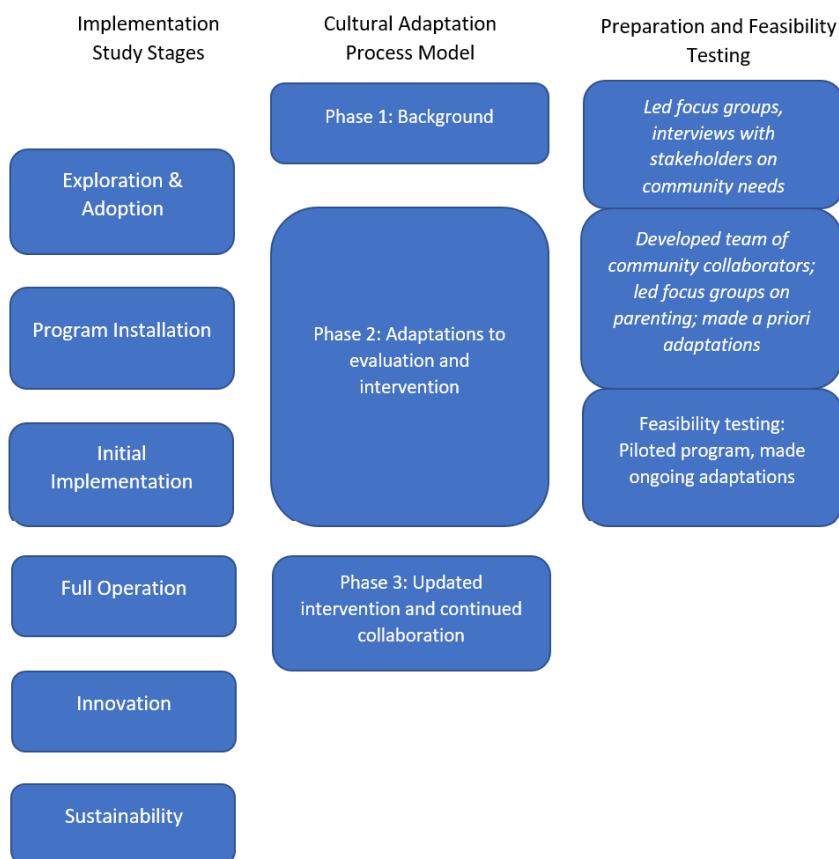 Implementation
Study Stages
Cultural Adaptation
Process Model
Preparation and Feasibility
Testing
Exploration &
Adoption
Program Installation
Initial
Implementation
Full Operation
Innovation
Sustainability
Phase 1: Background
Phase 2: Adaptations to
evaluation and
intervention
Phase 3: Updated
intervention and continued
collaboration
Led focus groups,
interviews with
stakeholders on
community needs
Developed team of
community collaborators;
led focus groups on
parenting; made a priori
adaptations
Feasibility testing:
Piloted program, made
ongoing adaptations